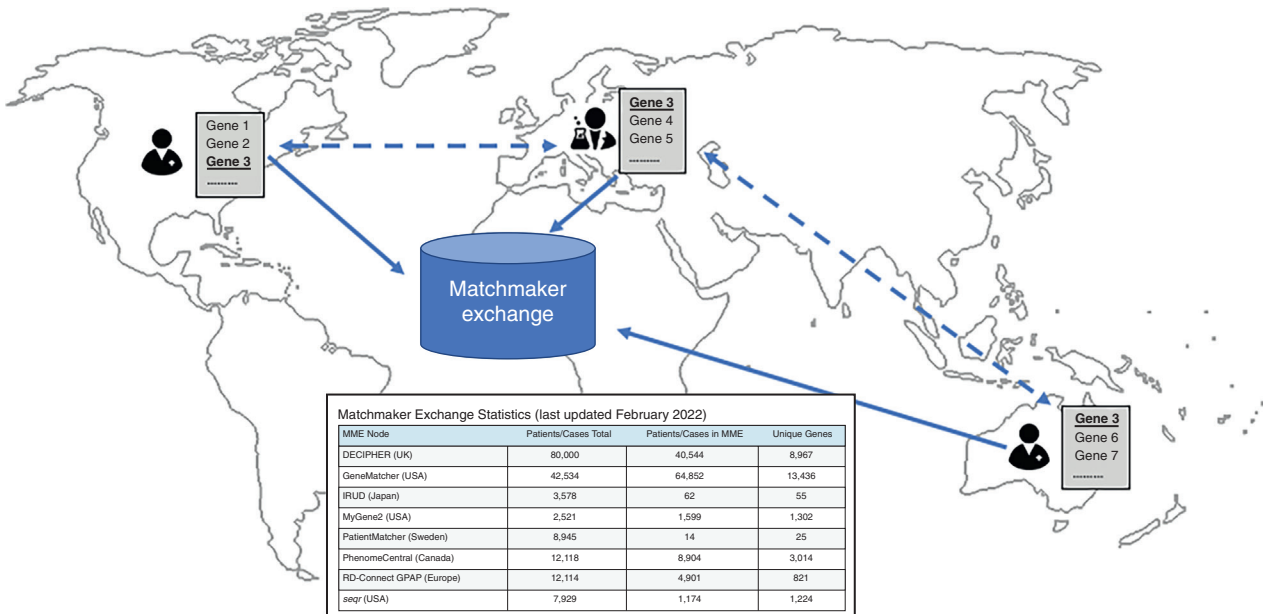 Gene 1
Gene 2
Gene 3
---------
Gene 3
Gene 4
Gene 5
---------
Matchmaker
exchange
Gene 3
Gene 6
Gene 7
---------
Matchmaker Exchange Statistics (last updated February 2022)
MME Node Patients/Cases Total Patients/Cases in MME Unique Genes
DECIPHER (UK) 80,000 40,544 8,967
GeneMatcher (USA) 42,534 64,852 13,436
IRUD (Japan) 3,578 62 55
MyGene2 (USA) 2,521 1,599 1,302
PatientMatcher (Sweden) 8,945 14 25
PhenomeCentral (Canada) 12,118 8,904 3,014
RD-Connect GPAP (Europe) 12,114 4,901 821
seqr (USA) 7,929 1,174 1,224